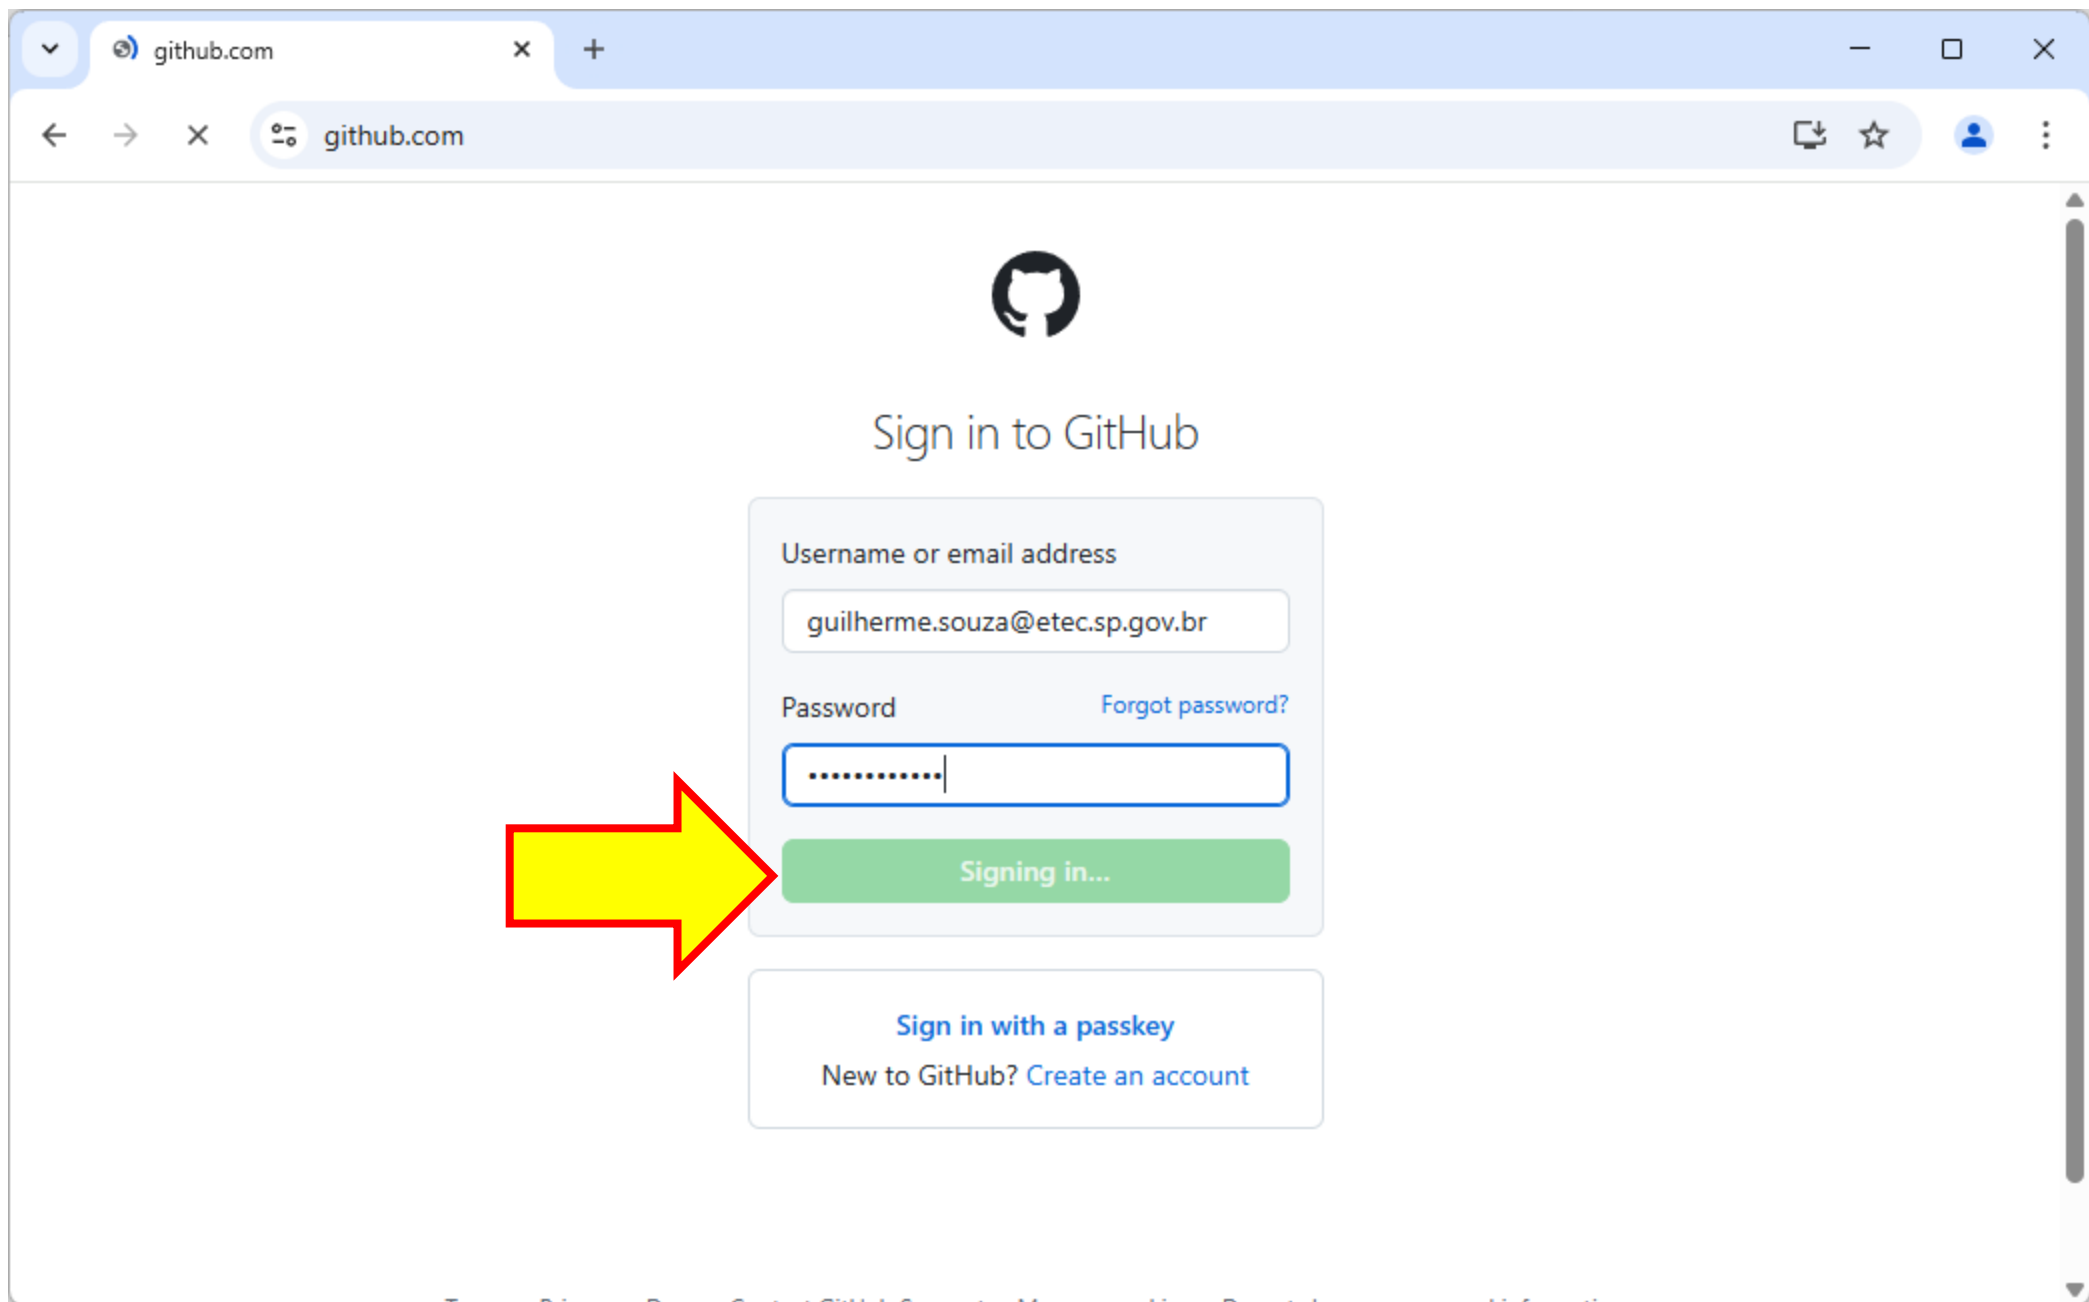 github.com
github.com
Sign in to GitHub
Username or email address
guilherme.souza@etec.sp.gov.br
Password
Forgot password?
••••••••••••
Signing in...
Sign in with a passkey
New to GitHub? Create an account